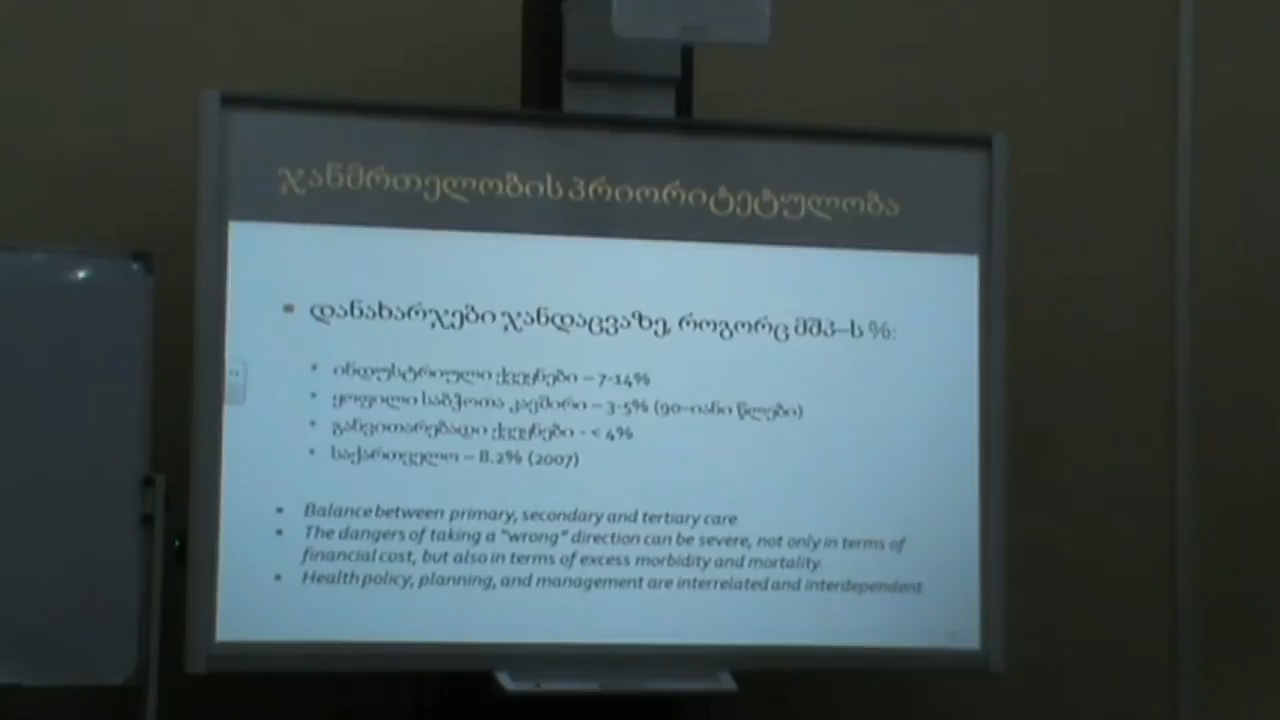 ჯანმრთელობის პრიორიტეტულობა
დანახარჯები ჯანდაცვაზე, როგორც მშპ–ს %:
ინდუსტრიული ქვეყნები – 7-14%
ყოფილი საბჭოთა კავშირი – 3-5% (90–იანი წლები)
განვითარებადი ქვეყნები - < 4%
საქართველო – 8.2% (2007)
Balance between primary, secondary and tertiary care.
The dangers of taking a "wrong" direction can be severe, not only in terms of
financial cost, but also in terms of excess morbidity and mortality.
Health policy, planning, and management are interrelated and interdependent